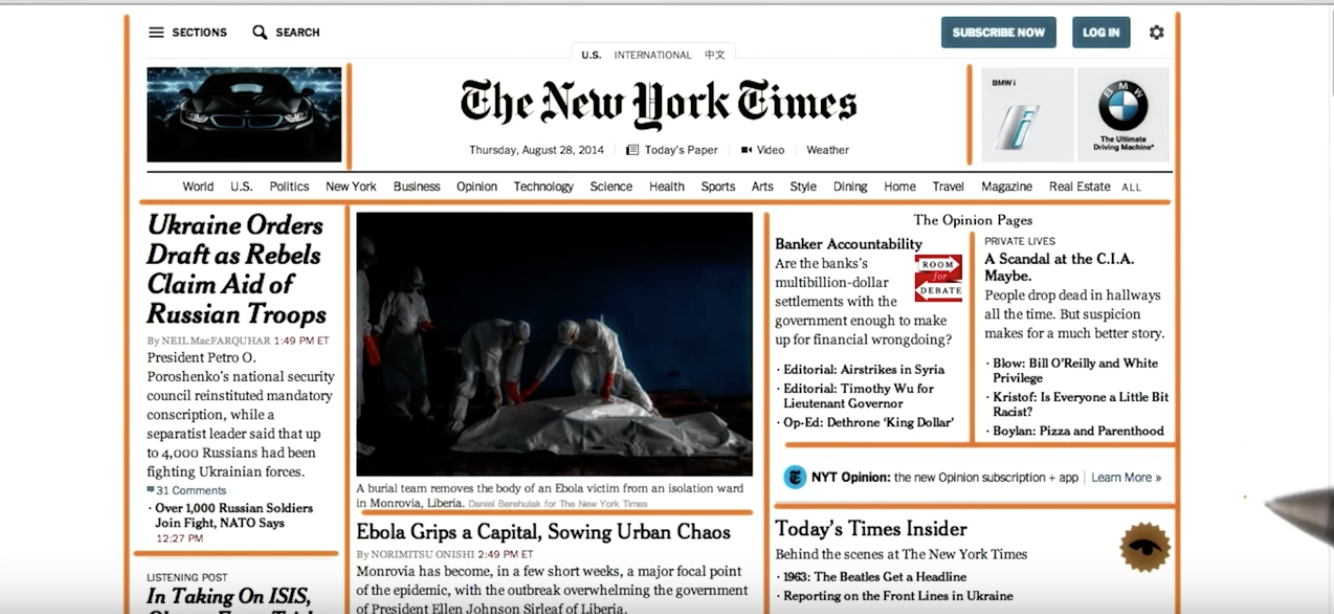 SECTIONS SEARCH SUBSCRIBE NOW LOG IN
U.S. INTERNATIONAL 中文
The New York Times
Thursday, August 28, 2014 Today's Paper Video Weather
BMW i
BMW
The Ultimate
Driving Machine®
World U.S. Politics New York Business Opinion Technology Science Health Sports Arts Style Dining Home Travel Magazine Real Estate ALL
Ukraine Orders
Draft as Rebels
Claim Aid of
Russian Troops
By NEIL MacFARQUHAR 1:49 PM ET
President Petro O.
Poroshenko's national security
council reinstituted mandatory
conscription, while a
separatist leader said that up
to 4,000 Russians had been
fighting Ukrainian forces.
31 Comments
· Over 1,000 Russian Soldiers
Join Fight, NATO Says
12:27 PM
LISTENING POST
In Taking On ISIS,
A burial team removes the body of an Ebola victim from an isolation ward
in Monrovia, Liberia. Daniel Berehulak for The New York Times
Ebola Grips a Capital, Sowing Urban Chaos
By NORIMITSU ONISHI 2:49 PM ET
Monrovia has become, in a few short weeks, a major focal point
of the epidemic, with the outbreak overwhelming the government
of President Ellen Johnson Sirleaf of Liberia.
The Opinion Pages
Banker Accountability
Are the banks's
multibillion-dollar
settlements with the
government enough to make
up for financial wrongdoing?
ROOM
for
DEBATE
· Editorial: Airstrikes in Syria
· Editorial: Timothy Wu for
Lieutenant Governor
· Op-Ed: Dethrone 'King Dollar'
PRIVATE LIVES
A Scandal at the C.I.A.
Maybe.
People drop dead in hallways
all the time. But suspicion
makes for a much better story.
· Blow: Bill O'Reilly and White
Privilege
· Kristof: Is Everyone a Little Bit
Racist?
· Boylan: Pizza and Parenthood
NYT Opinion: the new Opinion subscription + app Learn More »
Today's Times Insider
Behind the scenes at The New York Times
· 1963: The Beatles Get a Headline
· Reporting on the Front Lines in Ukraine